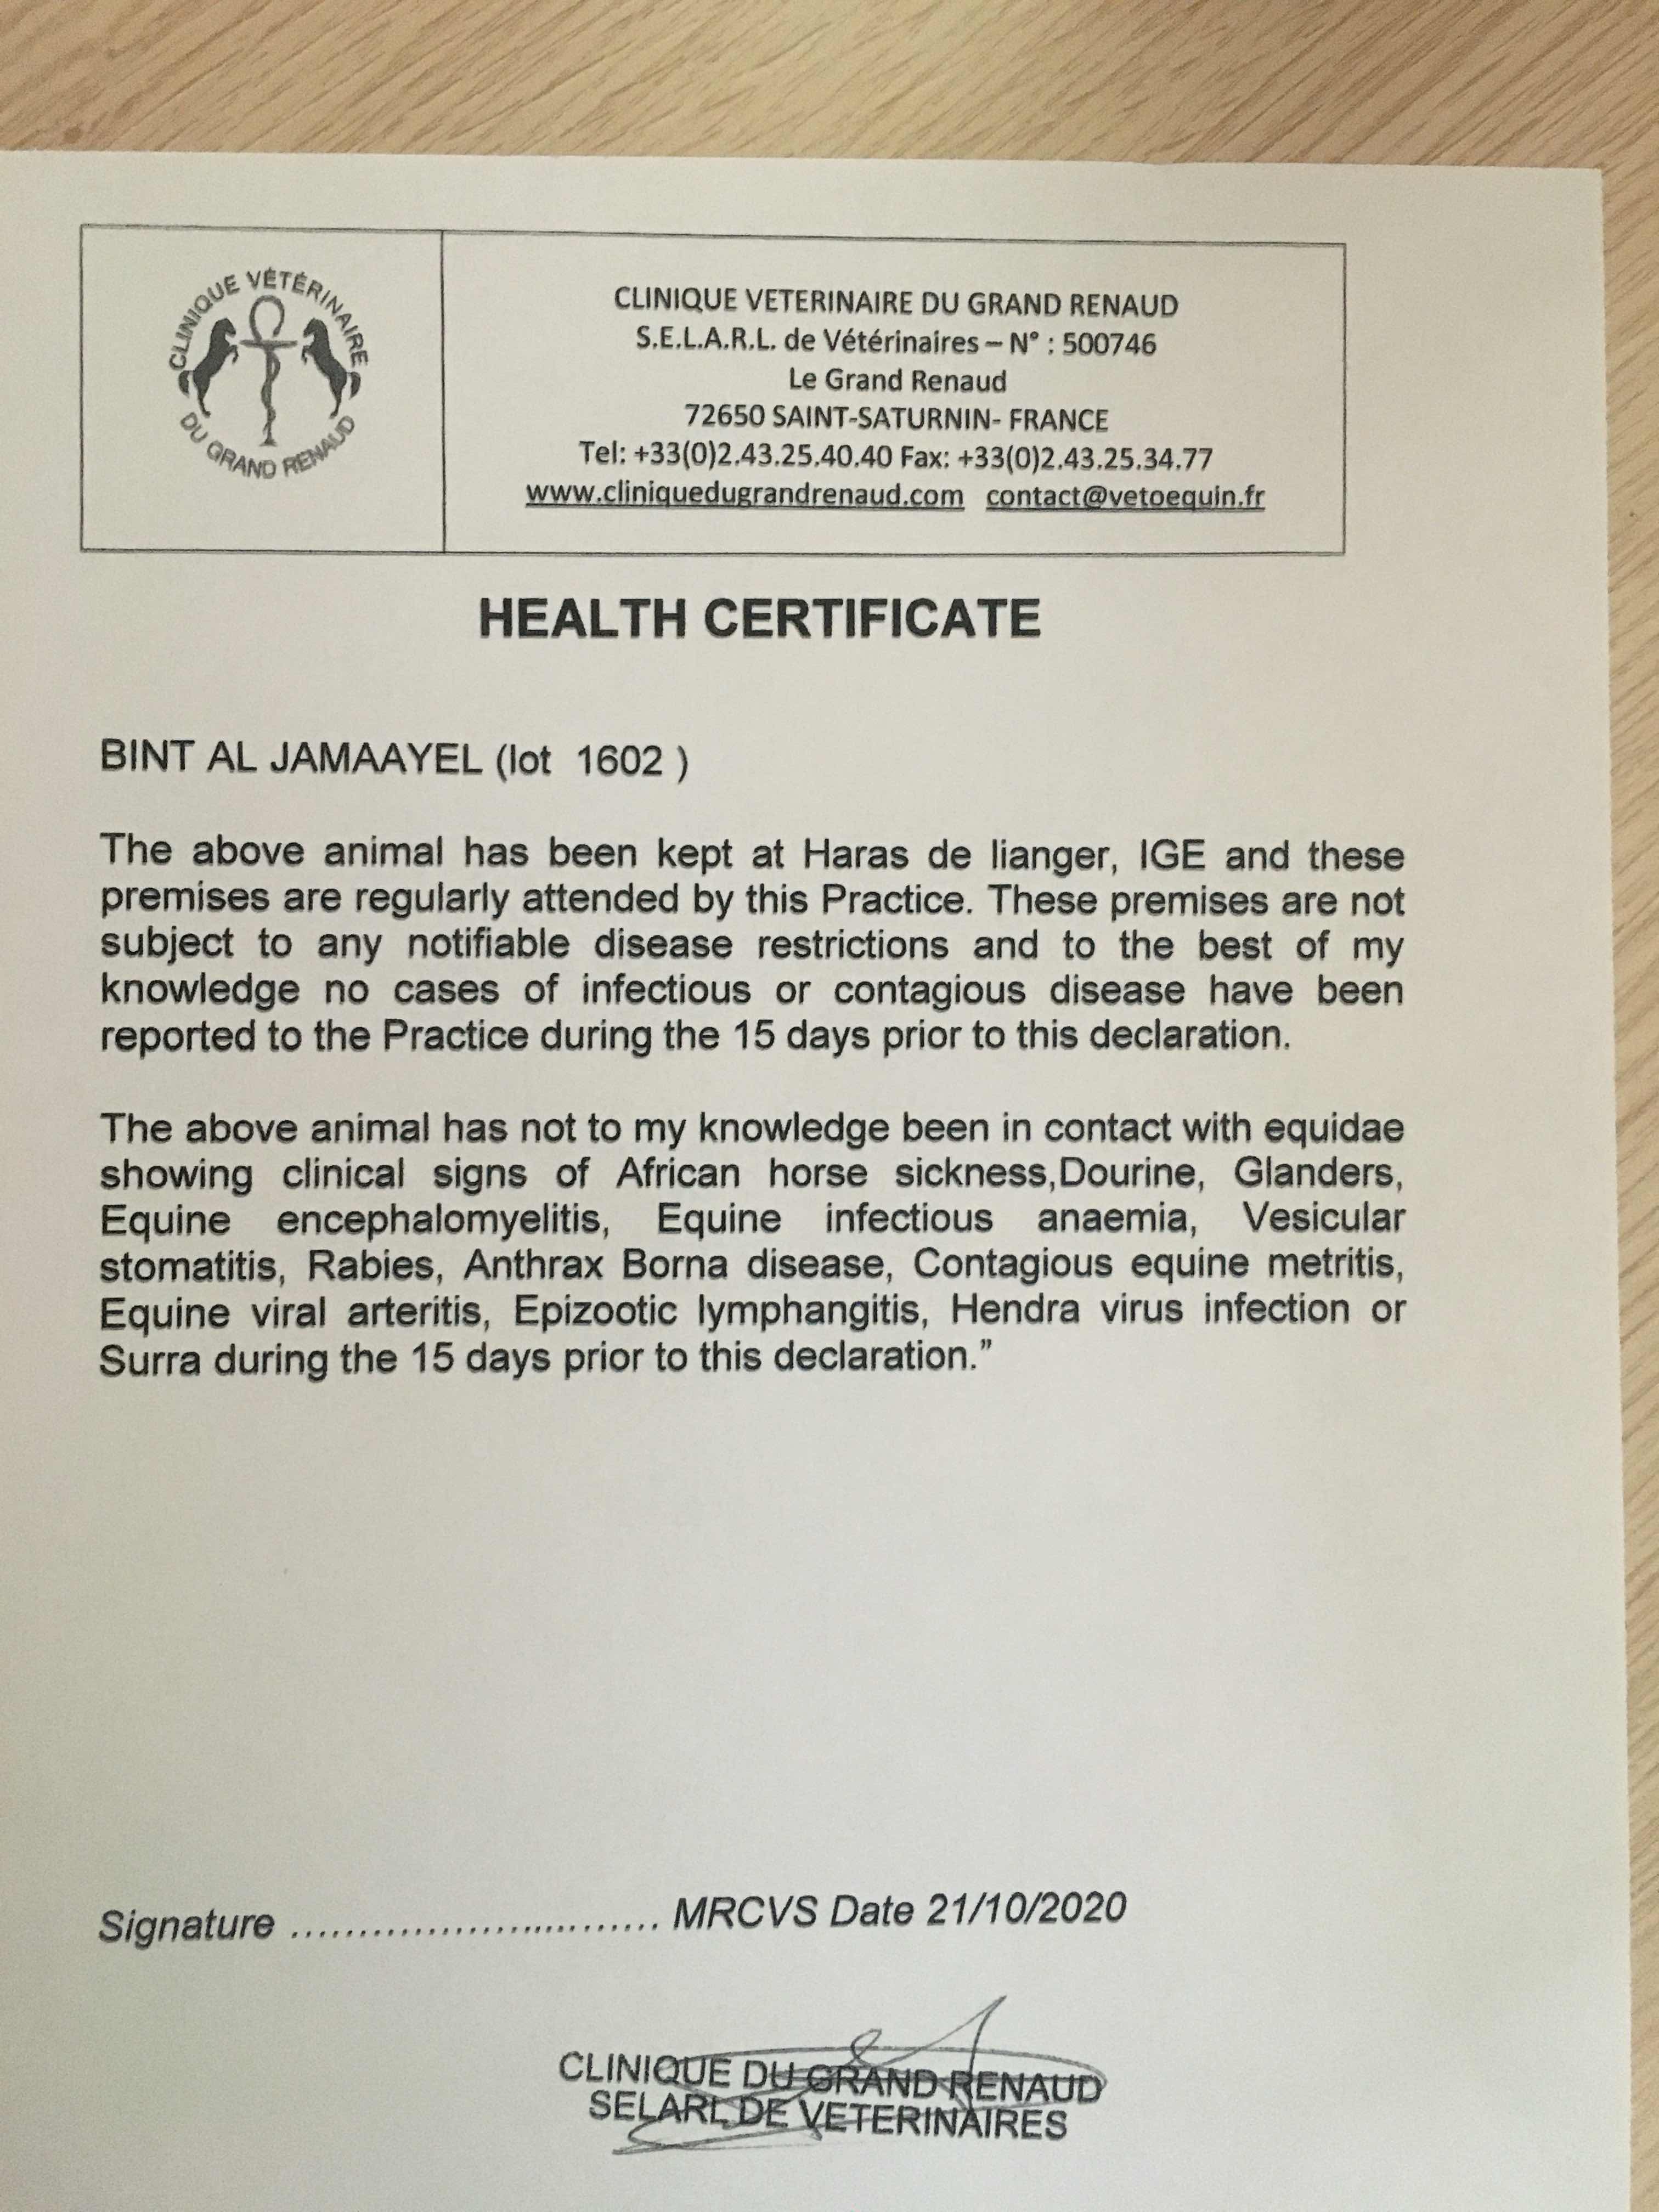 CLINIQUE VÉTÉRINAIRE
DU GRAND RENAUD
CLINIQUE VETERINAIRE DU GRAND RENAUD
S.E.L.A.R.L. de Vétérinaires – N° : 500746
Le Grand Renaud
72650 SAINT-SATURNIN- FRANCE
Tel: +33(0)2.43.25.40.40 Fax: +33(0)2.43.25.34.77
www.cliniquedugrandrenaud.com contact@vetoequin.fr
HEALTH CERTIFICATE
BINT AL JAMAAYEL (lot 1602 )
The above animal has been kept at Haras de lianger, IGE and these
premises are regularly attended by this Practice. These premises are not
subject to any notifiable disease restrictions and to the best of my
knowledge no cases of infectious or contagious disease have been
reported to the Practice during the 15 days prior to this declaration.
The above animal has not to my knowledge been in contact with equidae
showing clinical signs of African horse sickness,Dourine, Glanders,
Equine encephalomyelitis, Equine infectious anaemia, Vesicular
stomatitis, Rabies, Anthrax Borna disease, Contagious equine metritis,
Equine viral arteritis, Epizootic lymphangitis, Hendra virus infection or
Surra during the 15 days prior to this declaration.”
Signature ............................ MRCVS Date 21/10/2020
CLINIQUE DU GRAND RENAUD
SELARL DE VETERINAIRES